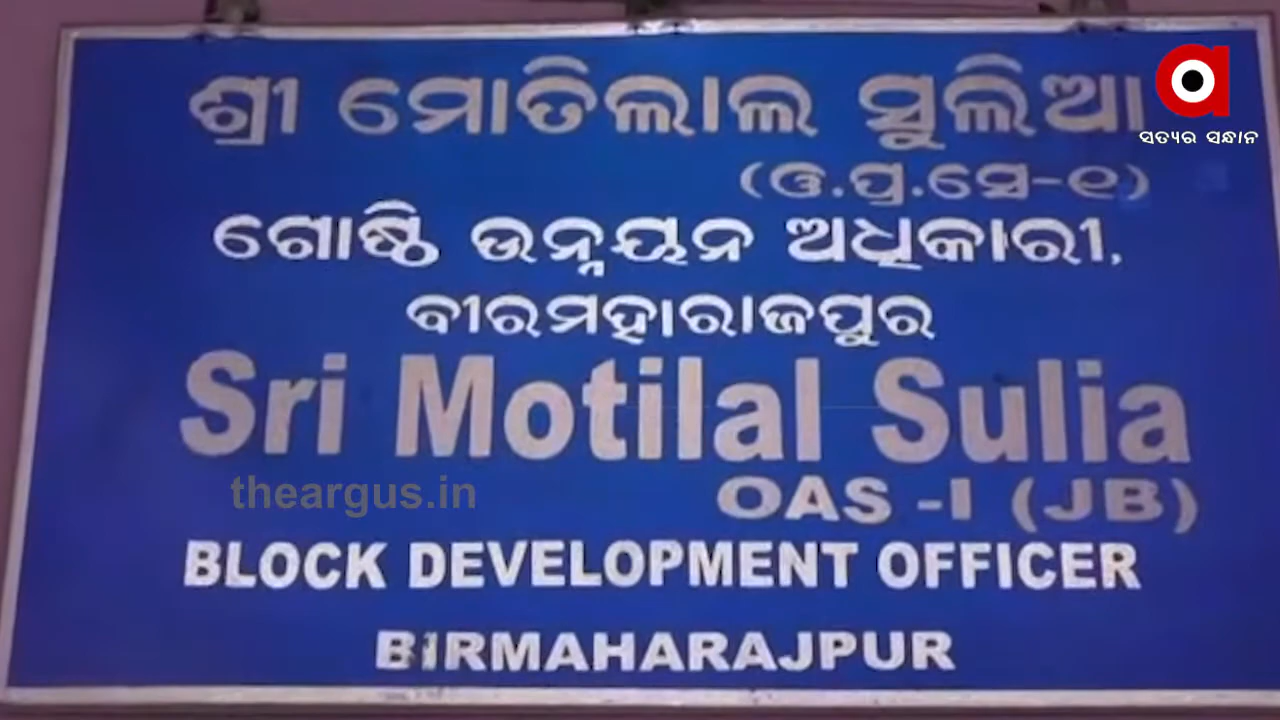 ଶ୍ରୀ ମୋତିଲାଲ ସୁଲିଆ
ସତ୍ୟର ସନ୍ଧାନ
(ଓ.ପ୍ର.ସେ-୧)
ଗୋଷ୍ଠି ଉନ୍ନୟନ ଅଧିକାରୀ,
ବୀରମହାରାଜପୁର
Sri Motilal Sulia
theargus.in
OAS -I (JB)
BLOCK DEVELOPMENT OFFICER
BIRMAHARAJPUR